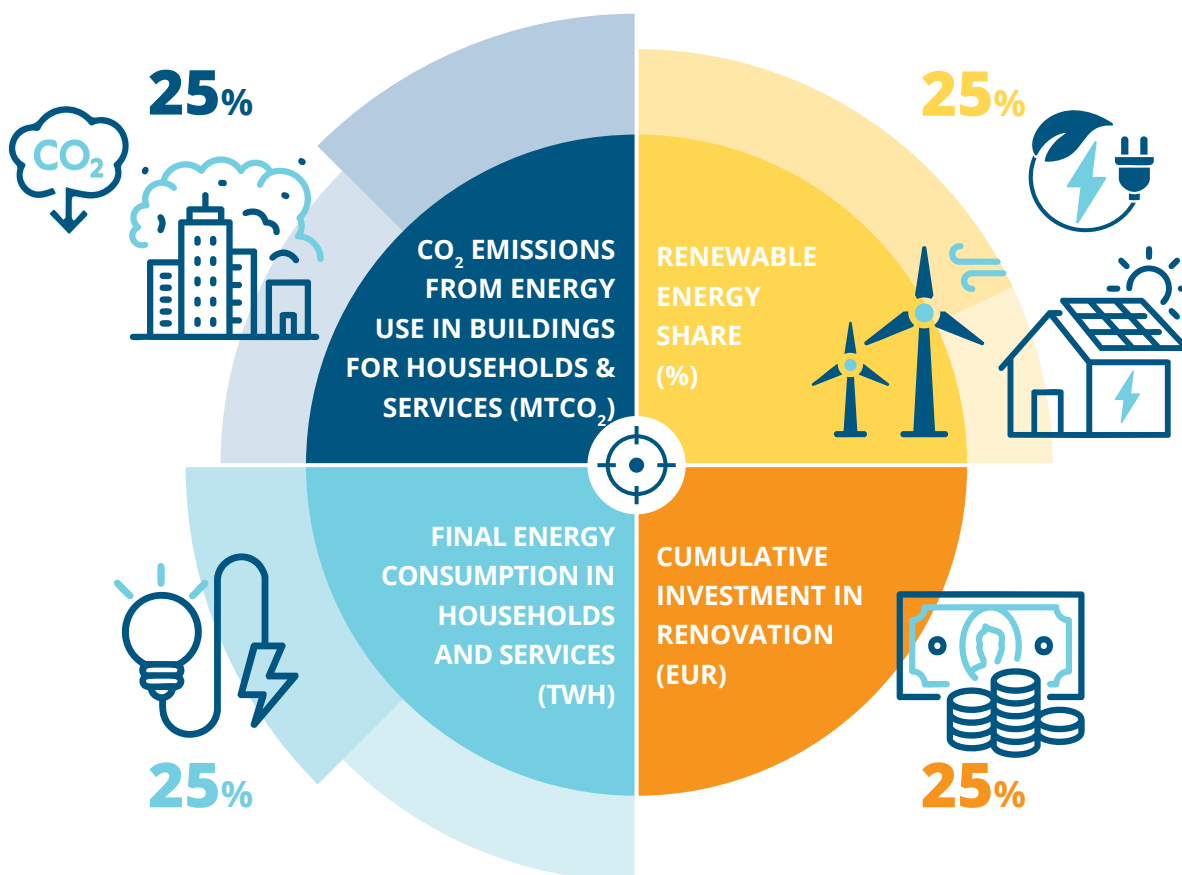 25%
25%
CO₂
CO₂ EMISSIONS
FROM ENERGY
USE IN BUILDINGS
FOR HOUSEHOLDS &
SERVICES (MTCO₂)
RENEWABLE
ENERGY
SHARE
(%)
FINAL ENERGY
CONSUMPTION IN
HOUSEHOLDS
AND SERVICES
(TWH)
CUMULATIVE
INVESTMENT IN
RENOVATION
(EUR)
25%
25%